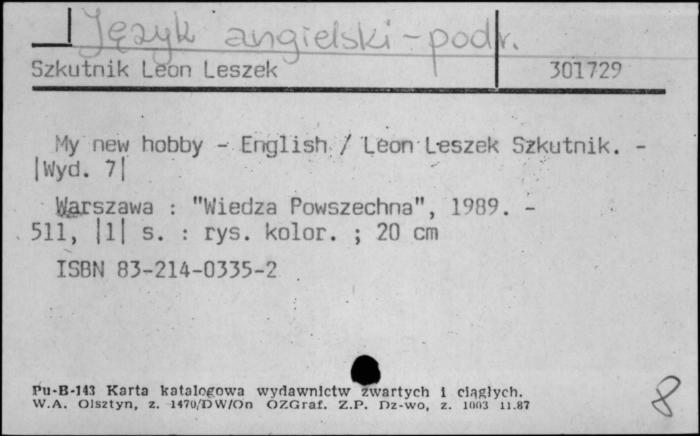 Język angielski - podr.
Szkutnik Leon Leszek 301729
My new hobby - English / Leon Leszek Szkutnik. -
|Wyd. 7|
Warszawa : "Wiedza Powszechna", 1989. -
511, |1| s. : rys. kolor. ; 20 cm
ISBN 83-214-0335-2
Pu-B-143 Karta katalogowa wydawnictw zwartych i ciągłych.
W.A. Olsztyn, z. 1470/DW/On OZGraf. Z.P. Dz-wo, z. 1003 11.87
8